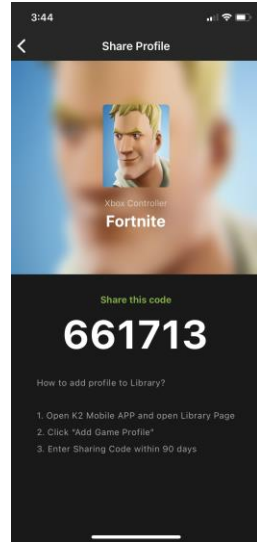 3:44
Share Profile
Xbox Controller
Fortnite
Share this code
661713
How to add profile to Library?
1. Open K2 Mobile APP and open Library Page
2. Click "Add Game Profile"
3. Enter Sharing Code within 90 days